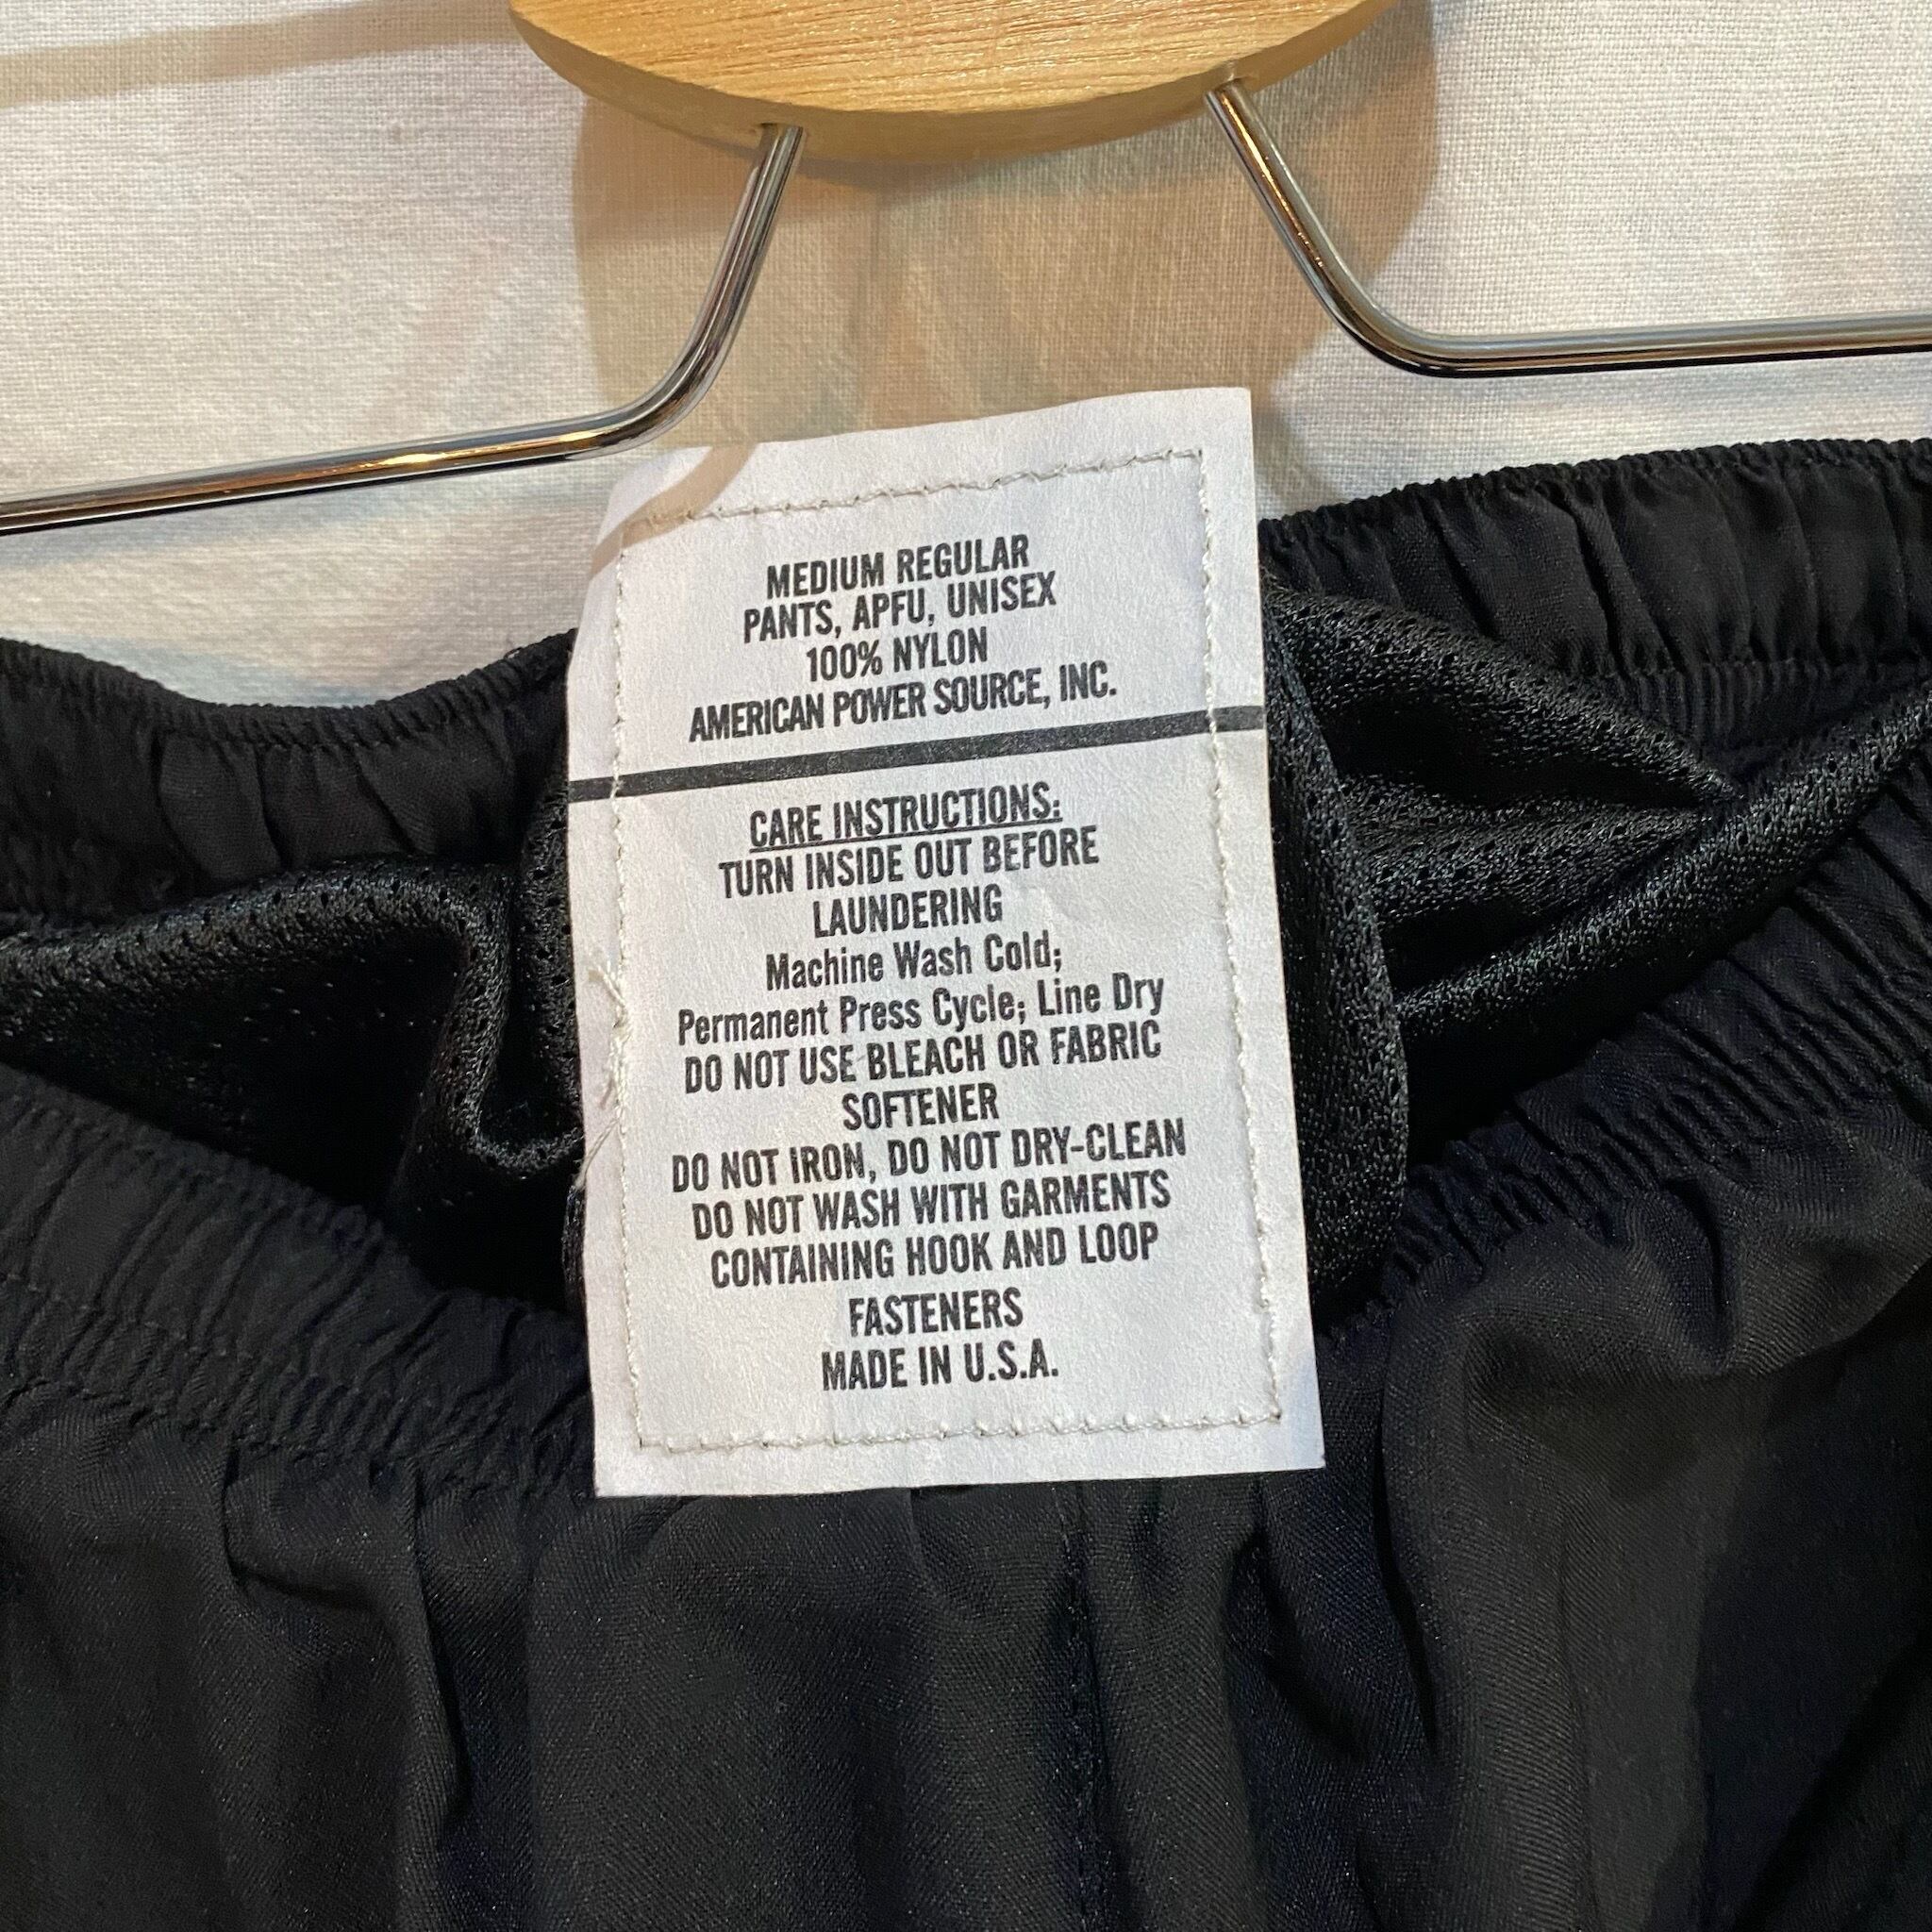 MEDIUM REGULAR
PANTS, APFU, UNISEX
100% NYLON
AMERICAN POWER SOURCE, INC.
CARE INSTRUCTIONS:
TURN INSIDE OUT BEFORE
LAUNDERING
Machine Wash Cold;
Permanent Press Cycle; Line Dry
DO NOT USE BLEACH OR FABRIC
SOFTENER
DO NOT IRON, DO NOT DRY-CLEAN
DO NOT WASH WITH GARMENTS
CONTAINING HOOK AND LOOP
FASTENERS
MADE IN U.S.A.